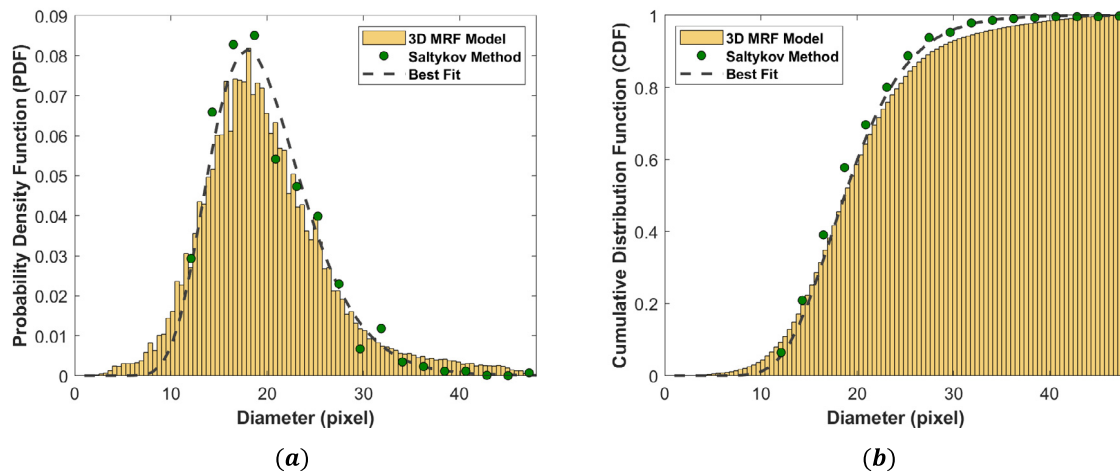 0.09
0.08
0.07
0.06
0.05
0.04
0.03
0.02
0.01
0
Probability Density Function (PDF)
3D MRF Model
Saltykov Method
Best Fit
0 10 20 30 40
Diameter (pixel)
(a)
1
0.8
0.6
0.4
0.2
0
Cumulative Distribution Function (CDF)
3D MRF Model
Saltykov Method
Best Fit
0 10 20 30 40
Diameter (pixel)
(b)